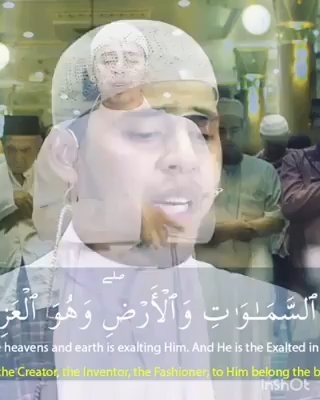 ٱلسَّمَـٰوَٰتِ وَٱلْأَرْضِ ۖ وَهُوَ ٱلْعَز
heavens and earth is exalting Him. And He is the Exalted in
the Creator, the Inventor, the Fashioner; to Him belong the b
InShOt